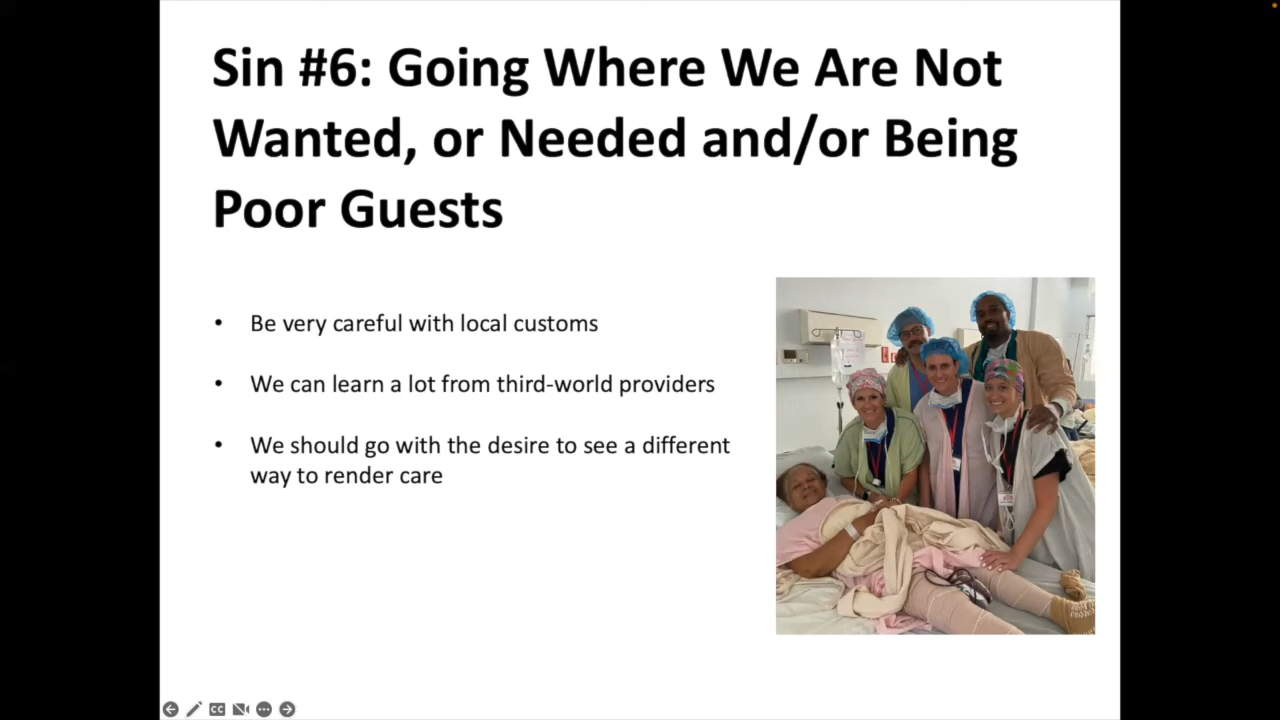 Sin #6: Going Where We Are Not
Wanted, or Needed and/or Being
Poor Guests
• Be very careful with local customs
• We can learn a lot from third-world providers
• We should go with the desire to see a different
way to render care
CC